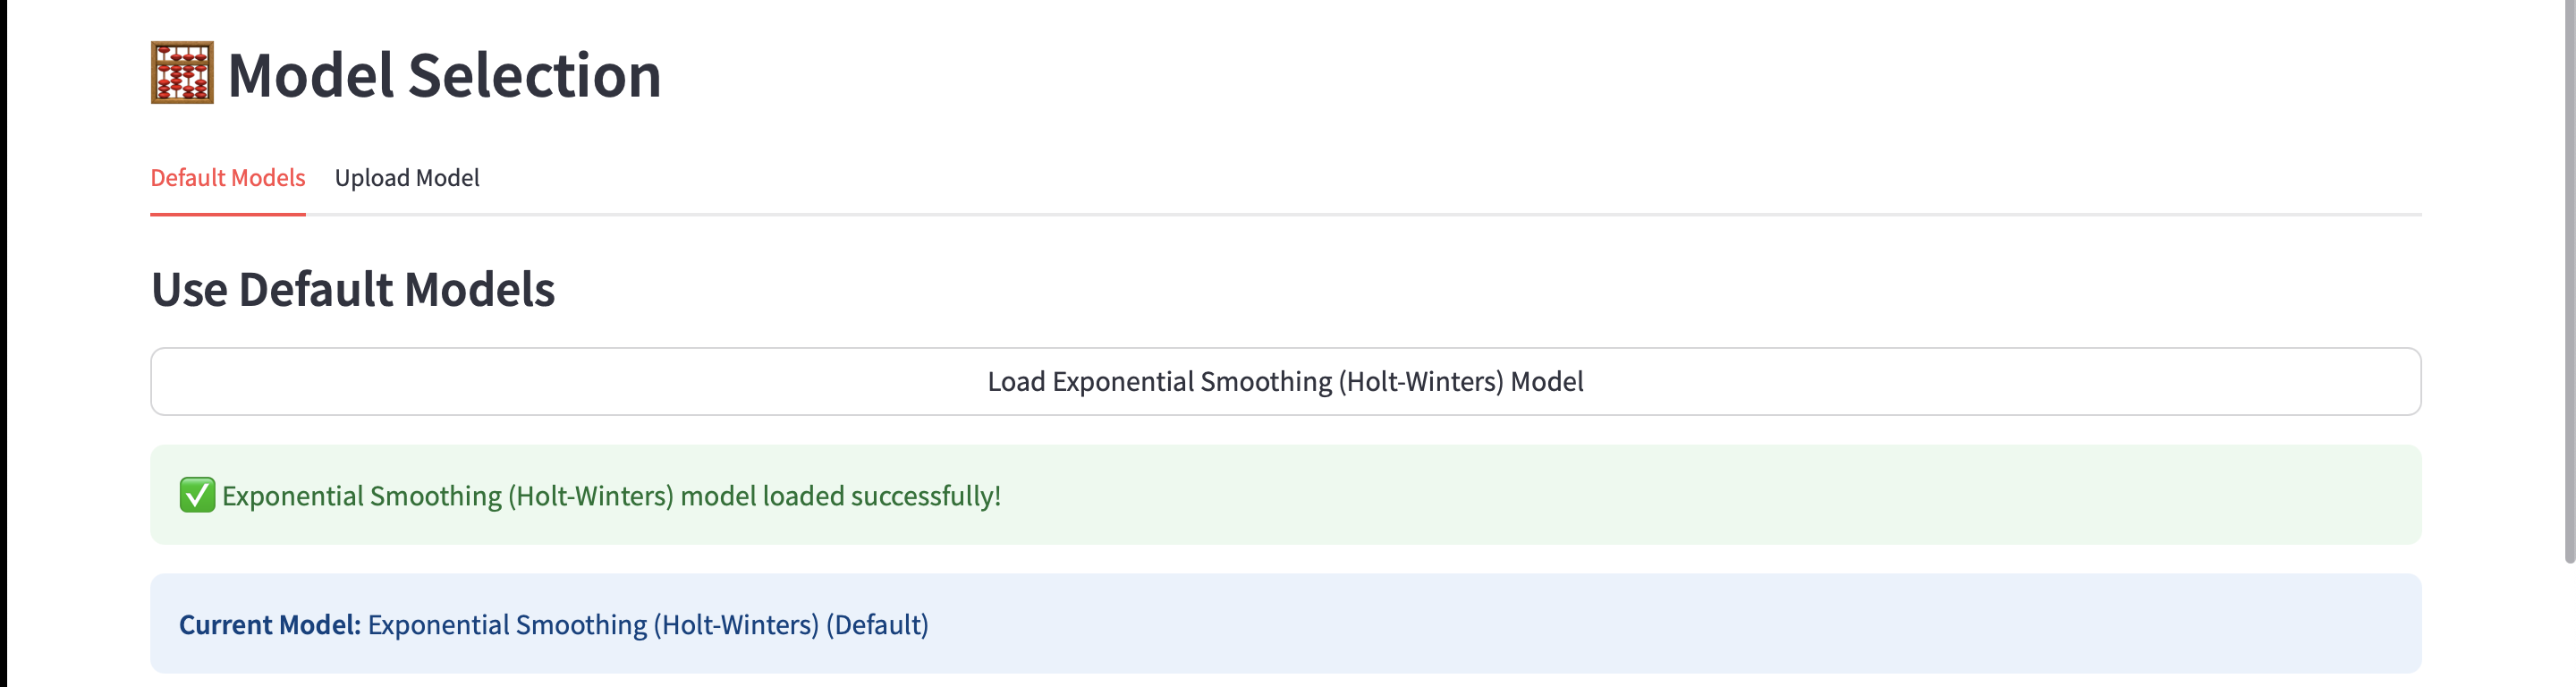 🧮 Model Selection
Default Models
Upload Model
Use Default Models
Load Exponential Smoothing (Holt-Winters) Model
✅ Exponential Smoothing (Holt-Winters) model loaded successfully!
Current Model: Exponential Smoothing (Holt-Winters) (Default)